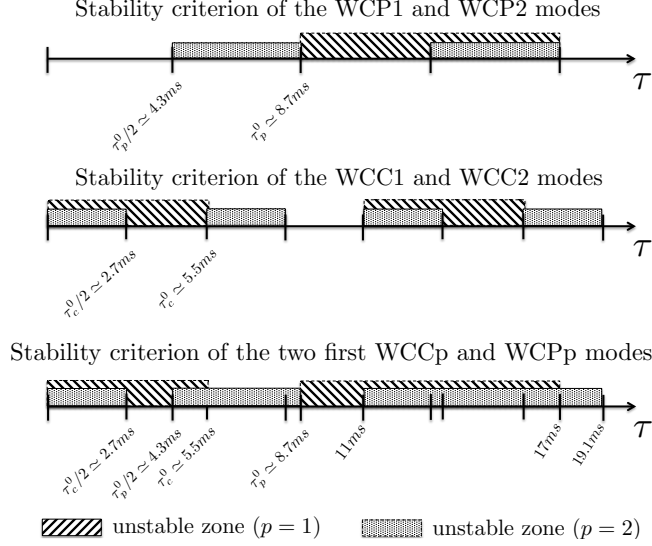 Stability criterion of the WCP1 and WCP2 modes
τ
τ_p^0/2 ≃ 4.3ms
τ_p^0 ≃ 8.7ms
Stability criterion of the WCC1 and WCC2 modes
τ
τ_c^0/2 ≃ 2.7ms
τ_c^0 ≃ 5.5ms
Stability criterion of the two first WCCp and WCPp modes
τ
τ_c^0/2 ≃ 2.7ms
τ_p^0/2 ≃ 4.3ms
τ_c^0 ≃ 5.5ms
τ_p^0 ≃ 8.7ms
11ms
17ms
19.1ms
unstable zone (p = 1)
unstable zone (p = 2)